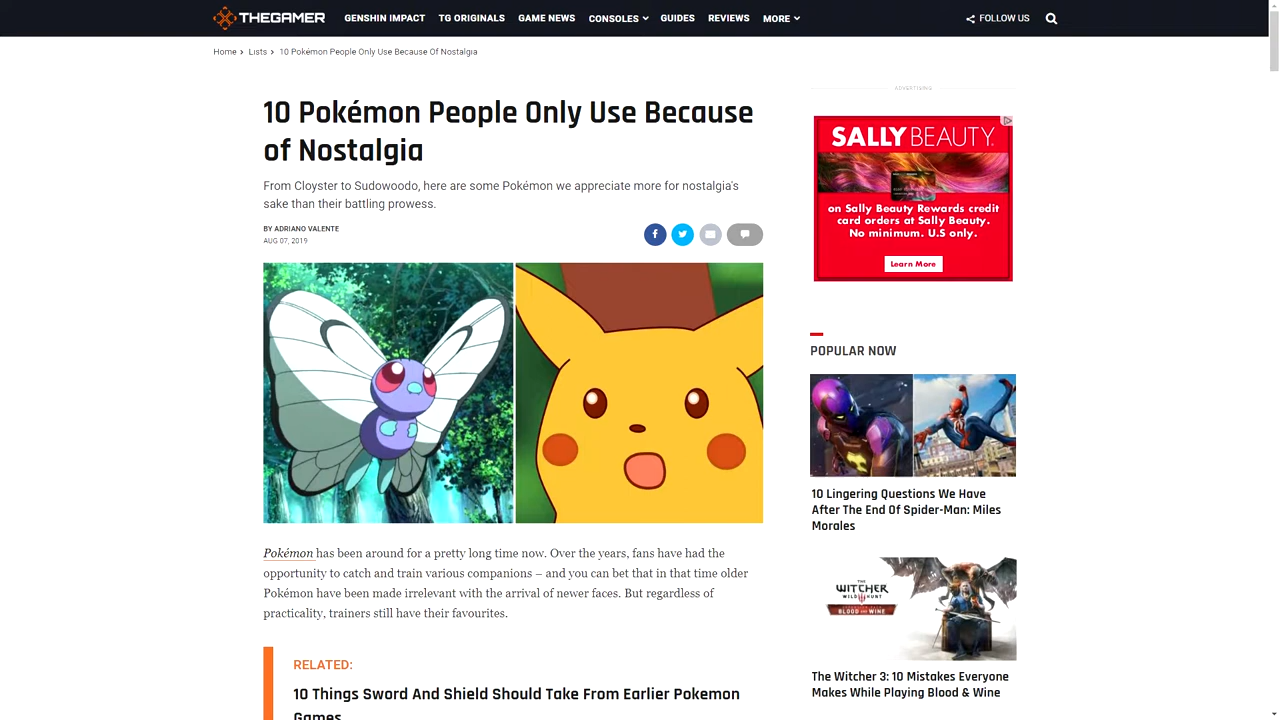 THEGAMER
GENSHIN IMPACT
TG ORIGINALS
GAME NEWS
CONSOLES
GUIDES
REVIEWS
MORE
FOLLOW US
Home > Lists > 10 Pokémon People Only Use Because Of Nostalgia
10 Pokémon People Only Use Because
of Nostalgia
From Cloyster to Sudowoodo, here are some Pokémon we appreciate more for nostalgia's
sake than their battling prowess.
BY ADRIANO VALENTE
AUG 07, 2019
Pokémon has been around for a pretty long time now. Over the years, fans have had the
opportunity to catch and train various companions – and you can bet that in that time older
Pokémon have been made irrelevant with the arrival of newer faces. But regardless of
practicality, trainers still have their favourites.
RELATED:
10 Things Sword And Shield Should Take From Earlier Pokemon
Games
ADVERTISING
SALLY BEAUTY
on Sally Beauty Rewards credit
card orders at Sally Beauty.
No minimum. U.S only.
Learn More
POPULAR NOW
10 Lingering Questions We Have
After The End Of Spider-Man: Miles
Morales
THE
WITCHER
WILD HUNT
BLOOD AND WINE
The Witcher 3: 10 Mistakes Everyone
Makes While Playing Blood & Wine